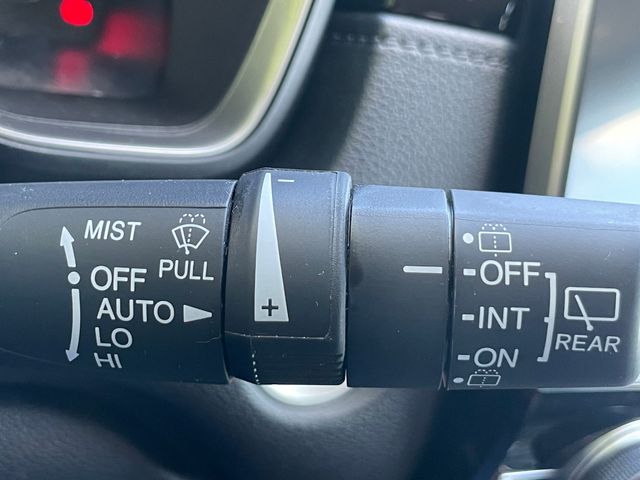 MIST
PULL
OFF
AUTO
LO
HI
−
+
OFF
INT
ON
REAR